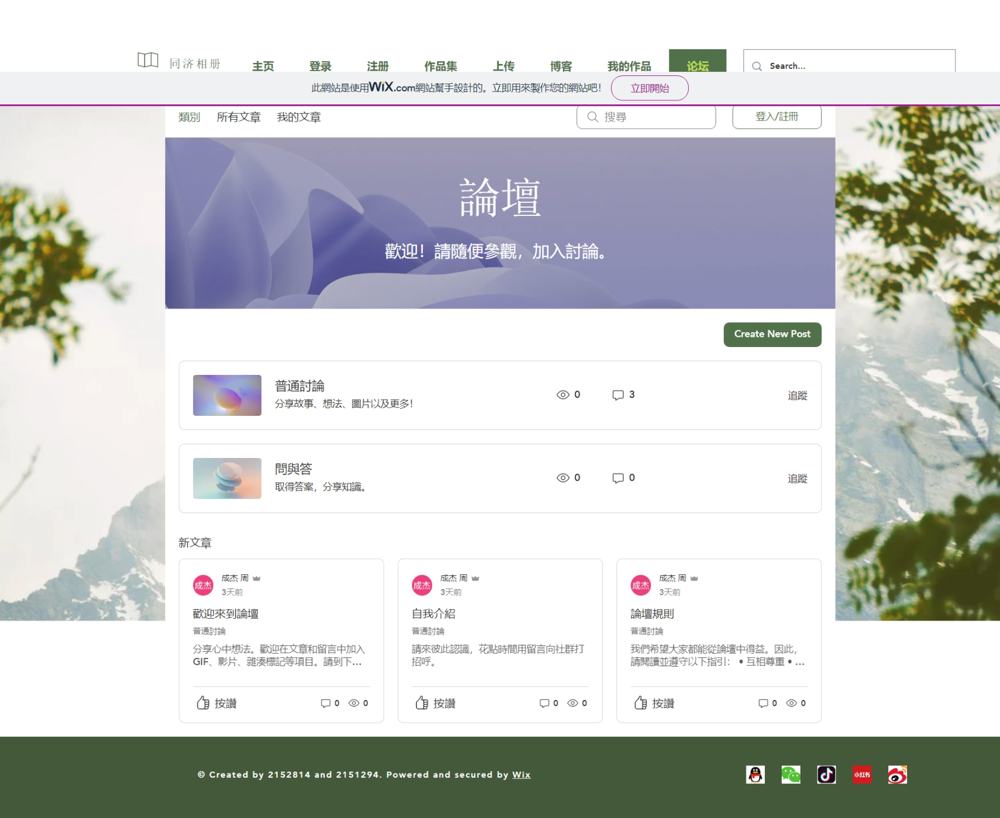 同济相册
主页 登录 注册 作品集 上传 博客 我的作品 论坛
Search...
此網站是使用WiX.com網站幫手設計的。立即用來製作您的網站吧！ 立即開始
類別 所有文章 我的文章
搜尋
登入/註冊
論壇
歡迎！請隨便參觀，加入討論。
Create New Post
普通討論
分享故事、想法、圖片以及更多！
0 3 追蹤
問與答
取得答案，分享知識。
0 0 追蹤
新文章
成杰
成杰 周
3天前
歡迎來到論壇
普通討論
分享心中想法。歡迎在文章和留言中加入
GIF、影片、雜湊標記等項目。請到下...
按讚 0 0
成杰
成杰 周
3天前
自我介紹
普通討論
請來彼此認識，花點時間用留言向社群打
招呼。
按讚 0 0
成杰
成杰 周
3天前
論壇規則
普通討論
我們希望大家都能從論壇中得益。因此，
請閱讀並遵守以下指引： • 互相尊重 • ...
按讚 0 0
© Created by 2152814 and 2151294. Powered and secured by Wix
小红书